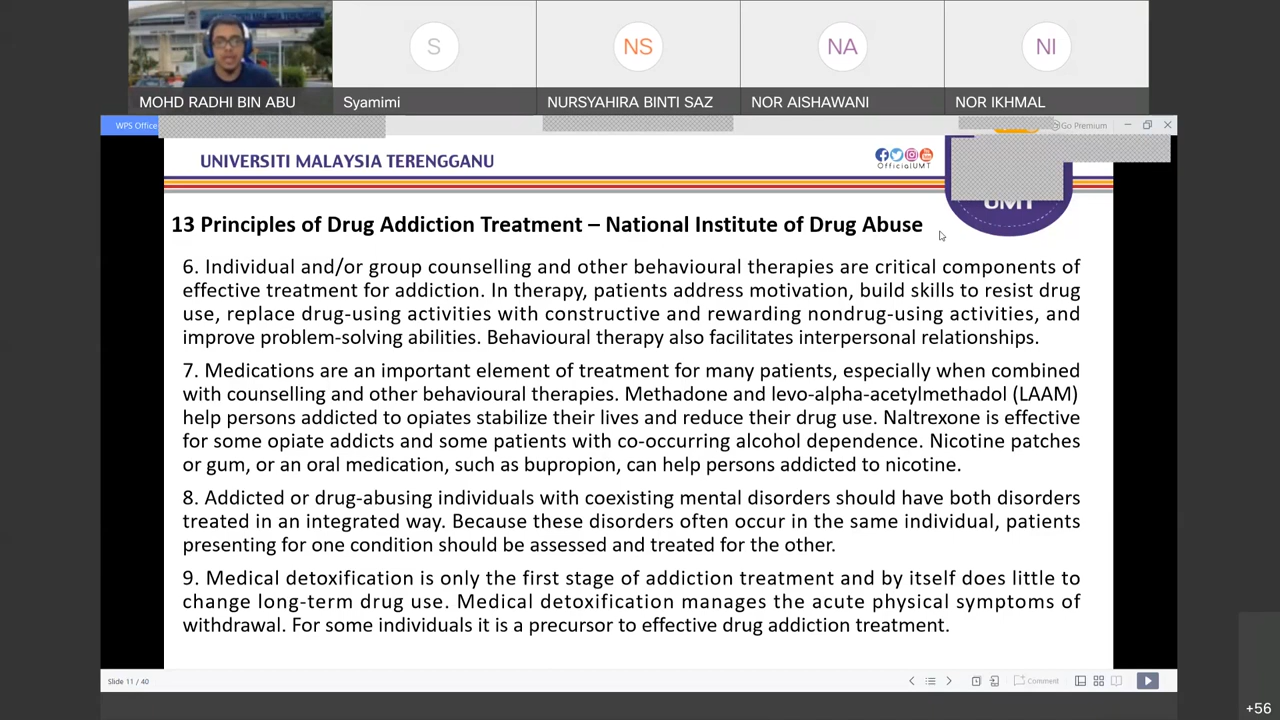 S
NS
NA
NI
MOHD RADHI BIN ABU
Syamimi
NURSYAHIRA BINTI SAZ
NOR AISHAWANI
NOR IKHMAL
WPS Office
Go Premium
UNIVERSITI MALAYSIA TERENGGANU
OfficialUMT
UMT
13 Principles of Drug Addiction Treatment – National Institute of Drug Abuse
6. Individual and/or group counselling and other behavioural therapies are critical components of
effective treatment for addiction. In therapy, patients address motivation, build skills to resist drug
use, replace drug-using activities with constructive and rewarding nondrug-using activities, and
improve problem-solving abilities. Behavioural therapy also facilitates interpersonal relationships.
7. Medications are an important element of treatment for many patients, especially when combined
with counselling and other behavioural therapies. Methadone and levo-alpha-acetylmethadol (LAAM)
help persons addicted to opiates stabilize their lives and reduce their drug use. Naltrexone is effective
for some opiate addicts and some patients with co-occurring alcohol dependence. Nicotine patches
or gum, or an oral medication, such as bupropion, can help persons addicted to nicotine.
8. Addicted or drug-abusing individuals with coexisting mental disorders should have both disorders
treated in an integrated way. Because these disorders often occur in the same individual, patients
presenting for one condition should be assessed and treated for the other.
9. Medical detoxification is only the first stage of addiction treatment and by itself does little to
change long-term drug use. Medical detoxification manages the acute physical symptoms of
withdrawal. For some individuals it is a precursor to effective drug addiction treatment.
Slide 11 / 40
Comment
+56